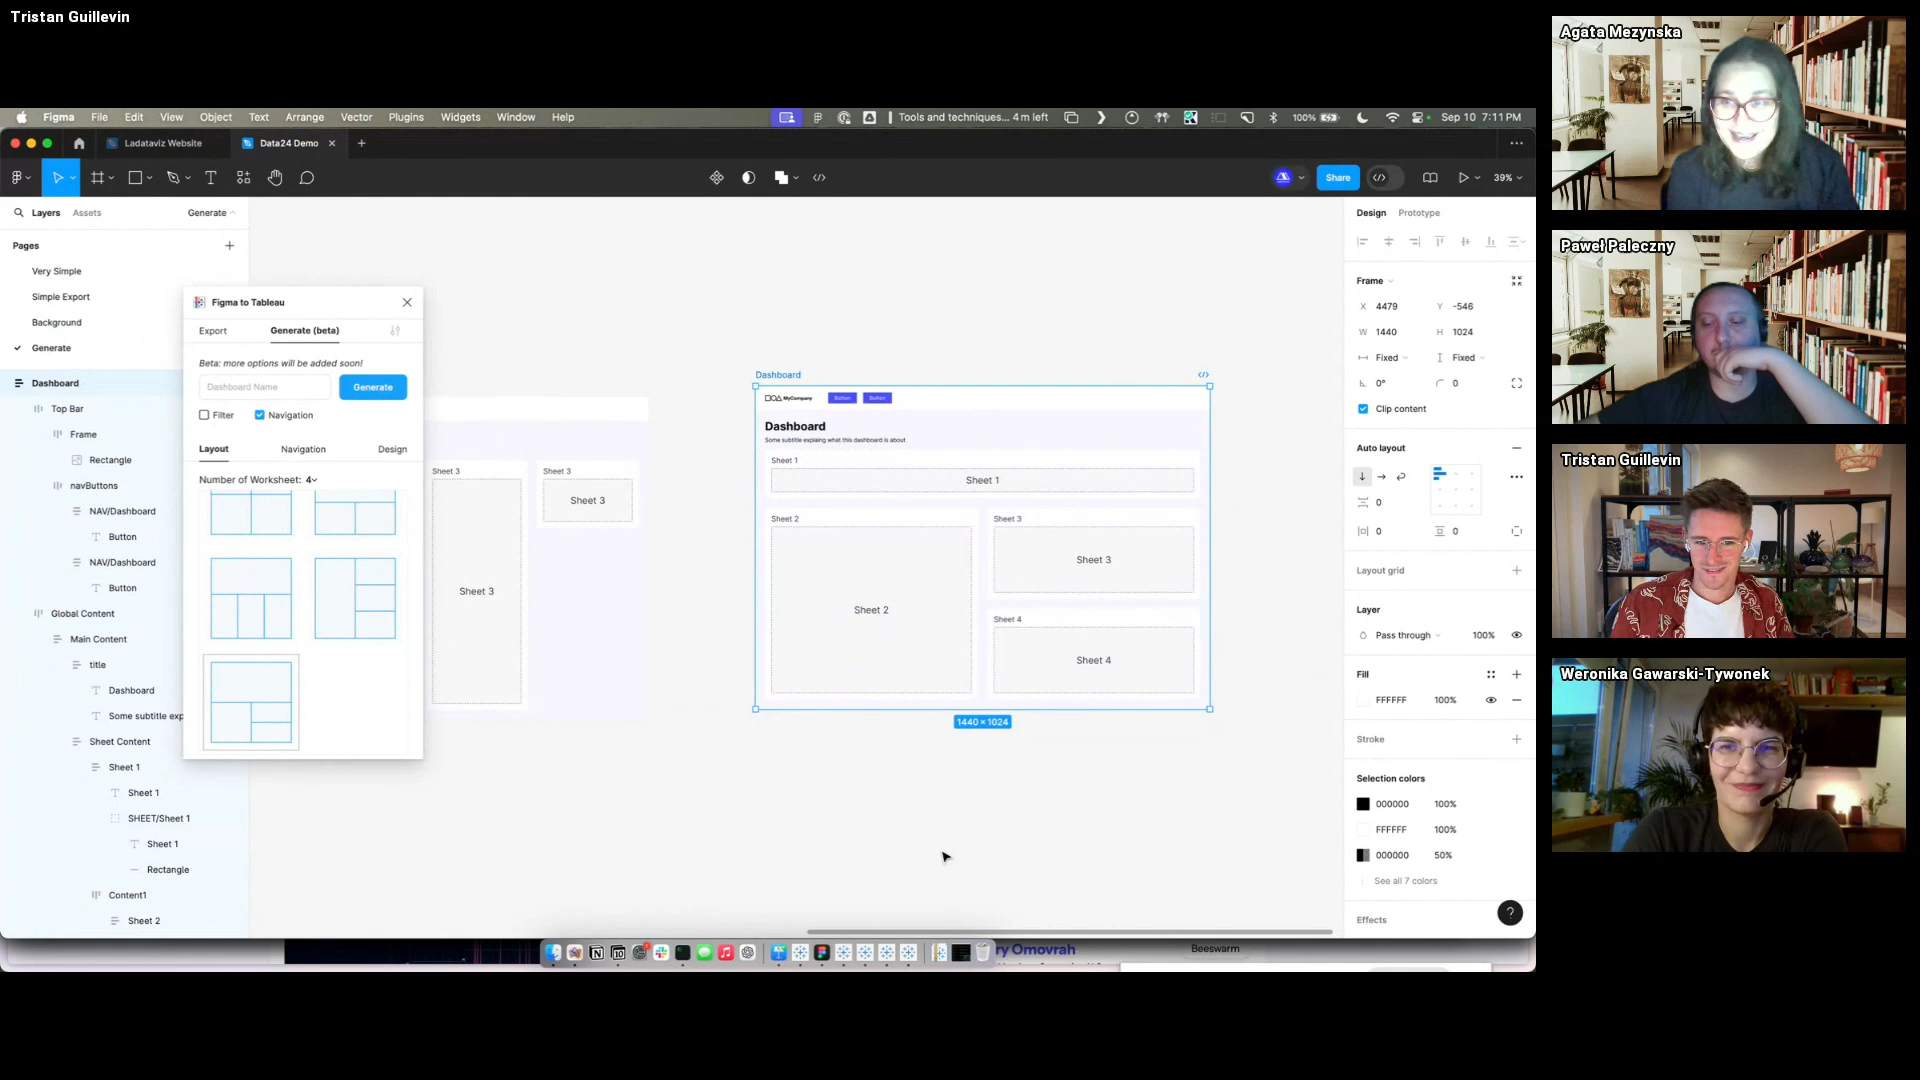 Tristan Guillevin
Agata Mezynska
Paweł Paleczny
Tristan Guillevin
Weronika Gawarski-Tywonek
Figma File Edit View Object Text Arrange Vector Plugins Widgets Window Help
Tools and techniques... 4 m left
100% Sep 10 7:11 PM
Ladataviz Website
Data24 Demo
Share
39%
Layers Assets Generate
Pages
Very Simple
Simple Export
Background
Generate
Dashboard
Top Bar
Frame
Rectangle
navButtons
NAV/Dashboard
Button
NAV/Dashboard
Button
Global Content
Main Content
title
Dashboard
Some subtitle exp
Sheet Content
Sheet 1
Sheet 1
SHEET/Sheet 1
Sheet 1
Rectangle
Content1
Sheet 2
Figma to Tableau
Export Generate (beta)
Beta: more options will be added soon!
Dashboard Name Generate
Filter Navigation
Layout Navigation Design
Number of Worksheet: 4
Sheet 3
Sheet 3
Sheet 3
Sheet 3
Dashboard
MyCompany Button Button
Dashboard
Some subtitle explaing what this dashboard is about
Sheet 1
Sheet 1
Sheet 2
Sheet 2
Sheet 3
Sheet 3
Sheet 4
Sheet 4
1440 × 1024
Design Prototype
Frame
X 4479 Y -546
W 1440 H 1024
Fixed Fixed
0° 0
Clip content
Auto layout
0
0 0
Layout grid
Layer
Pass through 100%
Fill
FFFFFF 100%
Stroke
Selection colors
000000 100%
FFFFFF 100%
000000 50%
See all 7 colors
Effects
?
ry Omovrah
Beeswarm